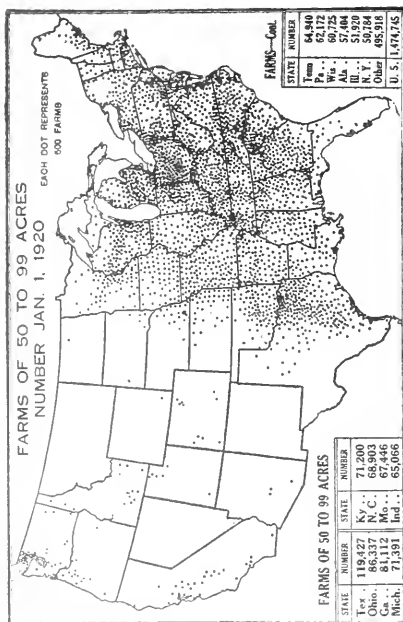 FARMS OF 50 TO 99 ACRES
NUMBER JAN. 1, 1920
EACH DOT REPRESENTS
500 FARMS
FARMS OF 50 TO 99 ACRES
STATE NUMBER STATE NUMBER
Tex.. 119,427 Ky... 71,200
Ohio. 86,337 N. C. 68,903
Ga... 81,112 Mo... 67,446
Mich. 71,391 Ind.. 65,066
FARMS—Cont.
STATE NUMBER
Tenn 64,940
Pa... 62,172
Wis.. 60,725
Ala.. 57,404
Ill... 51,920
N. Y. 50,284
Other 495,918
U. S. 1,474,745